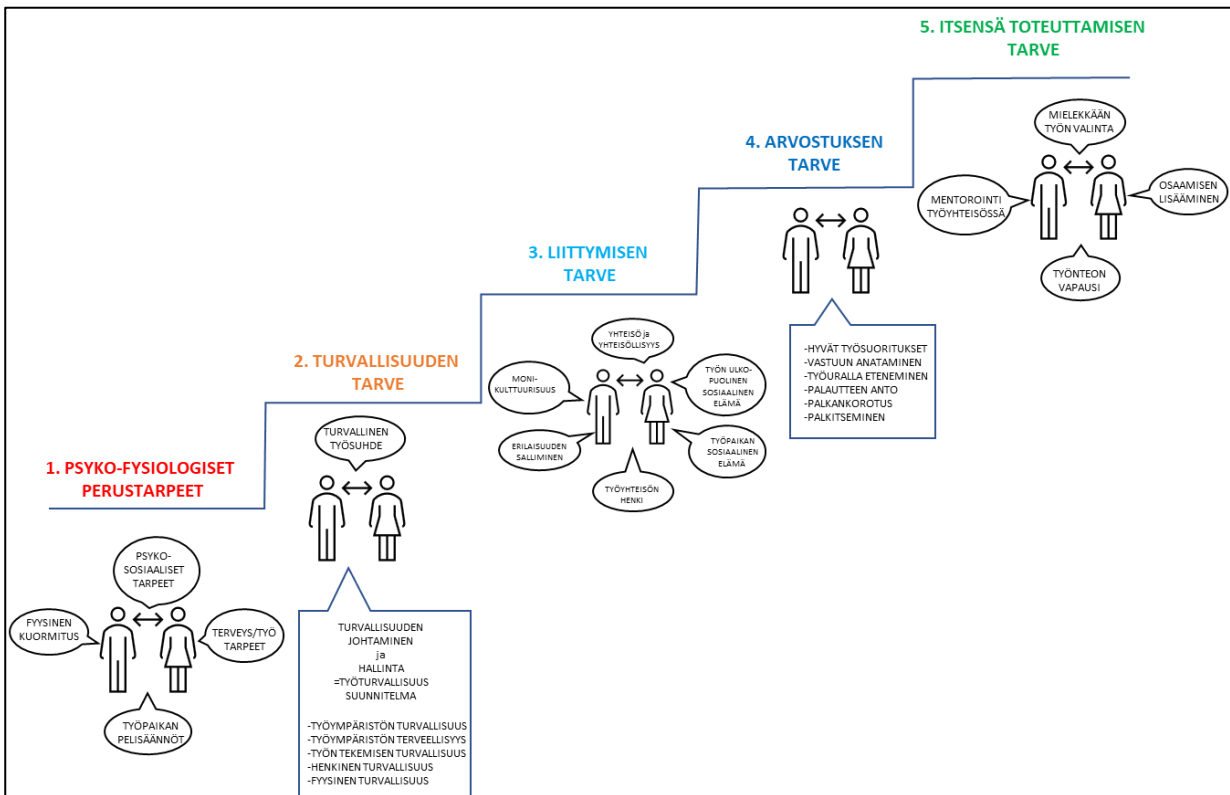 1. PSYKO-FYSIOLOGISET
PERUSTARPEET
PSYKO-
SOSIAALISET
TARPEET
FYYSINEN
KUORMITUS
TERVEYS/TYÖ
TARPEET
TYÖPAIKAN
PELISÄÄNNÖT
2. TURVALLISUUDEN
TARVE
TURVALLINEN
TYÖSUHDE
TURVALLISUUDEN
JOHTAMINEN
ja
HALLINTA
=TYÖTURVALLISUUS
SUUNNITELMA
-TYÖYMPÄRISTÖN TURVALLISUUS
-TYÖYMPÄRISTÖN TERVEELLISYYS
-TYÖN TEKEMISEN TURVALLISUUS
-HENKINEN TURVALLISUUS
-FYYSINEN TURVALLISUUS
3. LIITTYMISEN
TARVE
YHTEISÖ ja
YHTEISÖLLISYYS
MONI-
KULTTUURISUUS
TYÖN ULKO-
PUOLINEN
SOSIAALINEN
ELÄMÄ
ERILAISUUDEN
SALLIMINEN
TYÖPAIKAN
SOSIAALINEN
ELÄMÄ
TYÖYHTEISÖN
HENKI
4. ARVOSTUKSEN
TARVE
-HYVÄT TYÖSUORITUKSET
-VASTUUN ANATAMINEN
-TYÖURALLA ETENEMINEN
-PALAUTTEEN ANTO
-PALKANKOROTUS
-PALKITSEMINEN
5. ITSENSÄ TOTEUTTAMISEN
TARVE
MIELEKKÄÄN
TYÖN VALINTA
MENTOROINTI
TYÖYHTEISÖSSÄ
OSAAMISEN
LISÄÄMINEN
TYÖNTEON
VAPAUSI